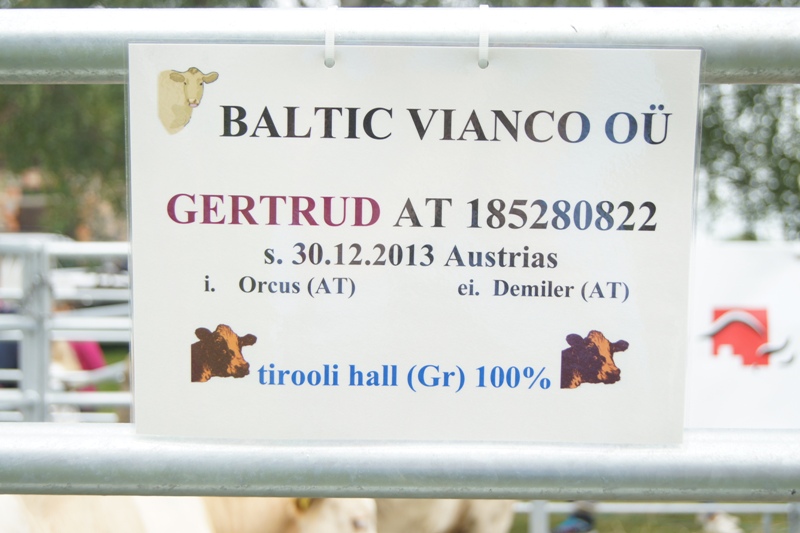 BALTIC VIANCO OÜ
GERTRUD AT 185280822
s. 30.12.2013 Austrias
i. Orcus (AT) ei. Demiler (AT)
tirooli hall (Gr) 100%